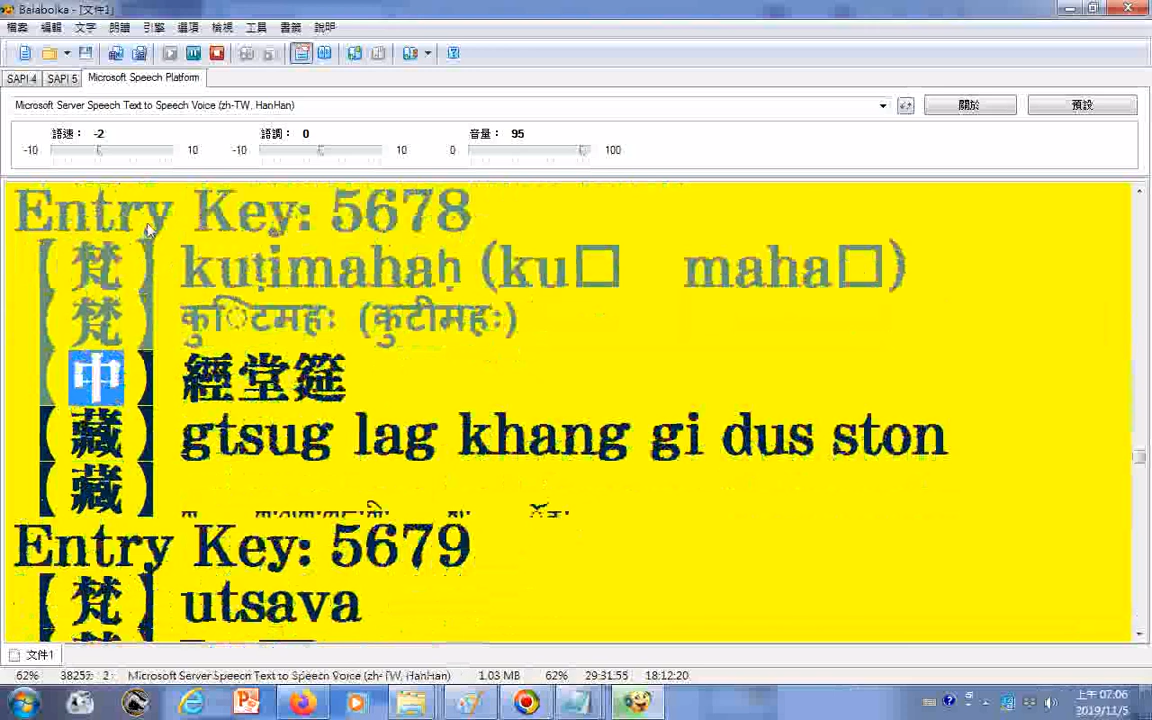 Balabolka - [文件1]
檔案 編輯 文字 朗讀 引擎 選項 檢視 工具 書籤 說明
SAPI 4 SAPI 5 Microsoft Speech Platform
Microsoft Server Speech Text to Speech Voice (zh-TW, HanHan) 關於 預設
語速： -2 語調： 0 音量： 95
-10 10 -10 10 0 100
Entry Key: 5678
【梵】 kuṭimahaḥ (ku□ maha□)
【梵】 कुिटमहः (कुटीमहः)
【中】 經堂筵
【藏】 gtsug lag khang gi dus ston
【藏】
Entry Key: 5679
【梵】 utsava
文件1
62% 2: Microsoft Server Speech Text to Speech Voice (zh-TW, HanHan) 1.03 MB 62% 29:31:55 18:12:20
上午 07:06
2019/11/5